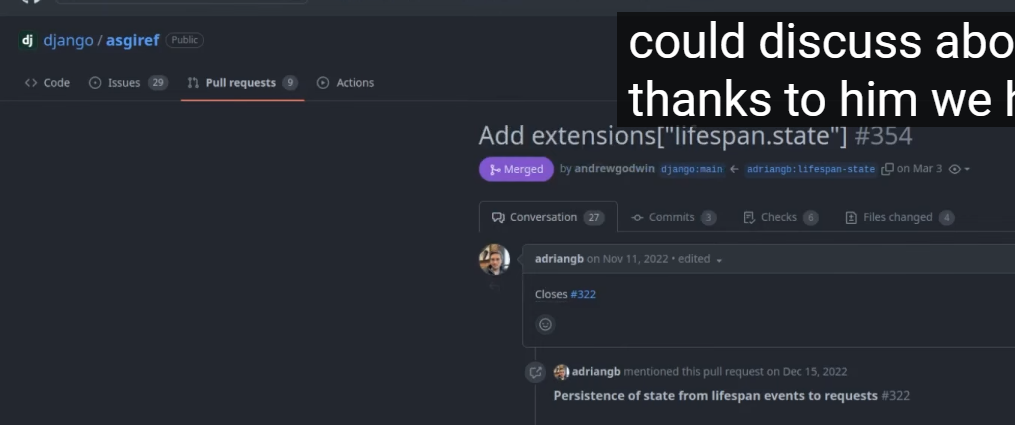 dj django / asgiref Public
could discuss abo
thanks to him we h
<> Code Issues 29 Pull requests 9 Actions
Add extensions["lifespan.state"] #354
Merged by andrewgodwin django:main ← adriangb:lifespan-state on Mar 3
Conversation 27 Commits 3 Checks 6 Files changed 4
adriangb on Nov 11, 2022 • edited
Closes #322
adriangb mentioned this pull request on Dec 15, 2022
Persistence of state from lifespan events to requests #322